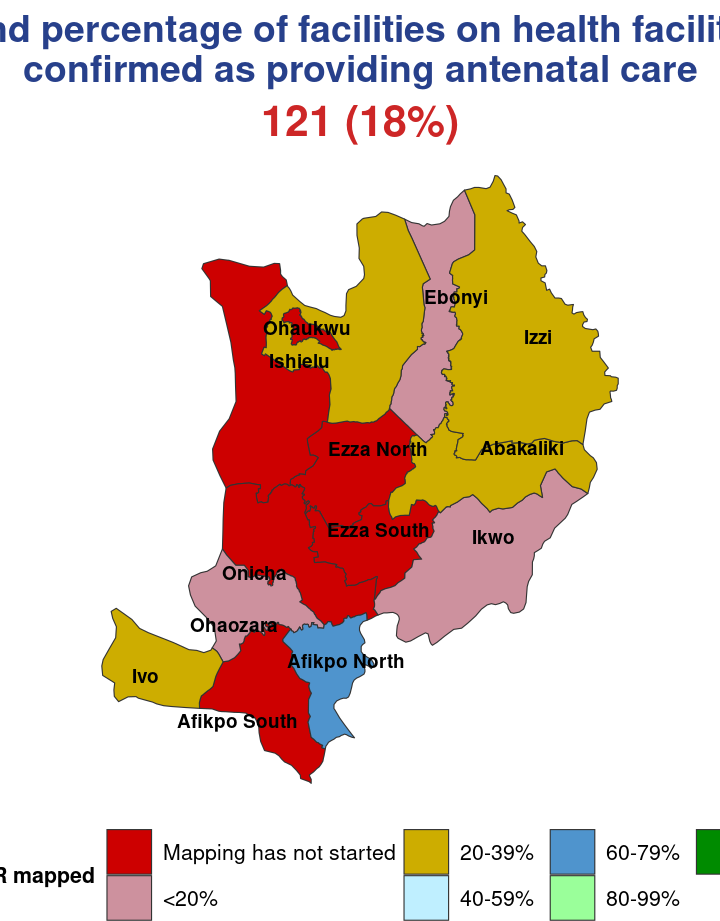 percentage of facilities on health
confirmed as providing antenatal care
121 (18%)
Ebonyi
Ohaukwu
Izzi
Ishielu
Ezza North
Abakaliki
Ezza South
Ikwo
Onicha
Ohaozara
Afikpo North
Ivo
Afikpo South
mapped
Mapping has not started
<20%
20-39%
40-59%
60-79%
80-99%